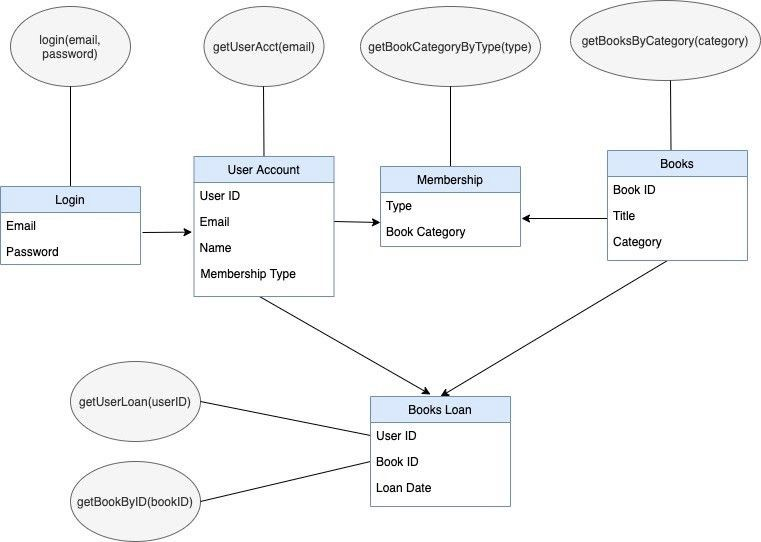 login(email,
password)
getUserAcct(email)
getBookCategoryByType(type)
getBooksByCategory(category)
Login
Email
Password
User Account
User ID
Email
Name
Membership Type
Membership
Type
Book Category
Books
Book ID
Title
Category
getUserLoan(userID)
getBookByID(bookID)
Books Loan
User ID
Book ID
Loan Date